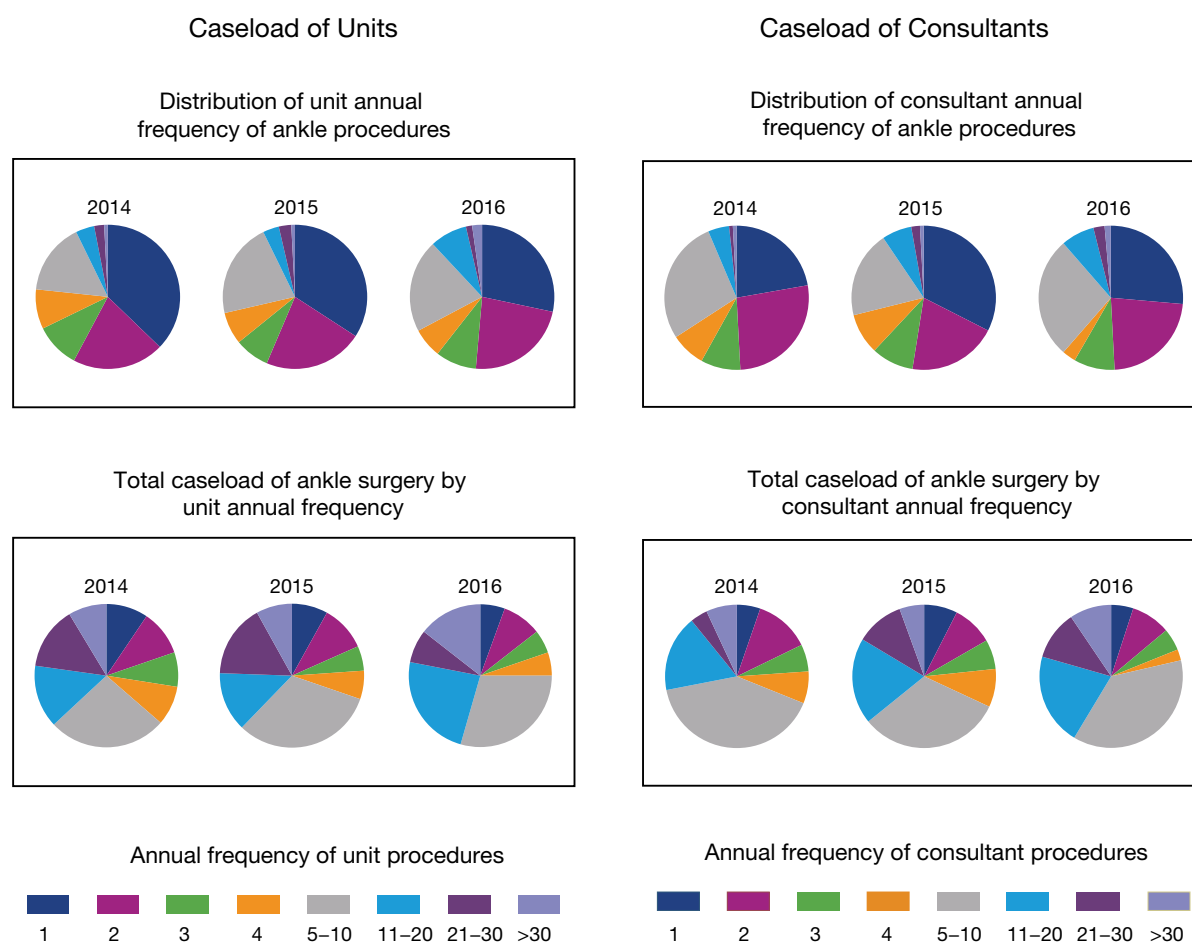 Caseload of Units
Distribution of unit annual
frequency of ankle procedures
2014
2015
2016
Total caseload of ankle surgery by
unit annual frequency
2014
2015
2016
Annual frequency of unit procedures
1 2 3 4 5–10 11–20 21–30 >30
Caseload of Consultants
Distribution of consultant annual
frequency of ankle procedures
2014
2015
2016
Total caseload of ankle surgery by
consultant annual frequency
2014
2015
2016
Annual frequency of consultant procedures
1 2 3 4 5–10 11–20 21–30 >30